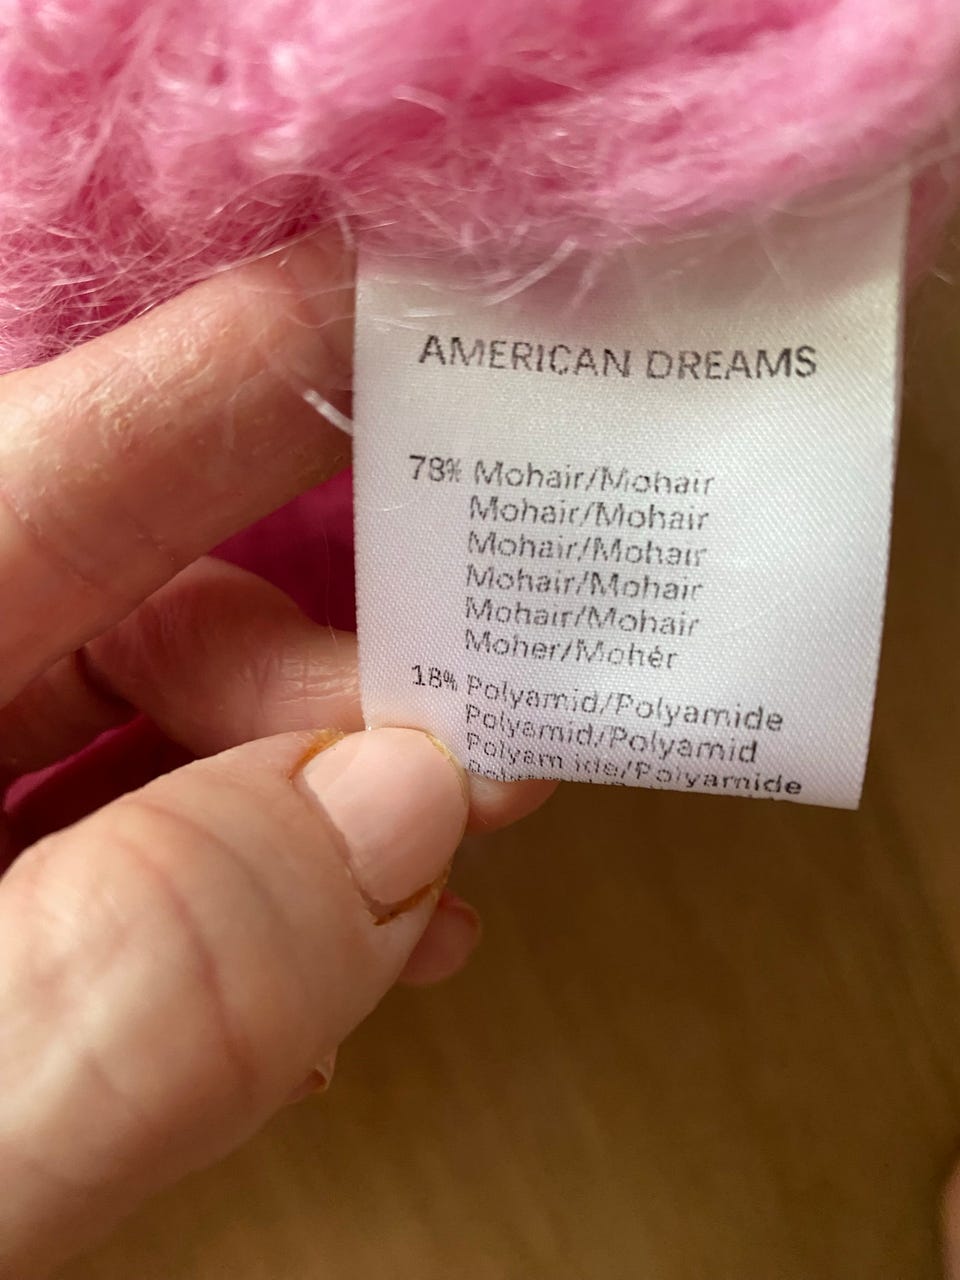 AMERICAN DREAMS
78% Mohair/Mohair
Mohair/Mohair
Mohair/Mohair
Mohair/Mohair
Mohair/Mohair
Moher/Mohér
18% Polyamid/Polyamide
Polyamid/Polyamid
Polyamide/Polyamide